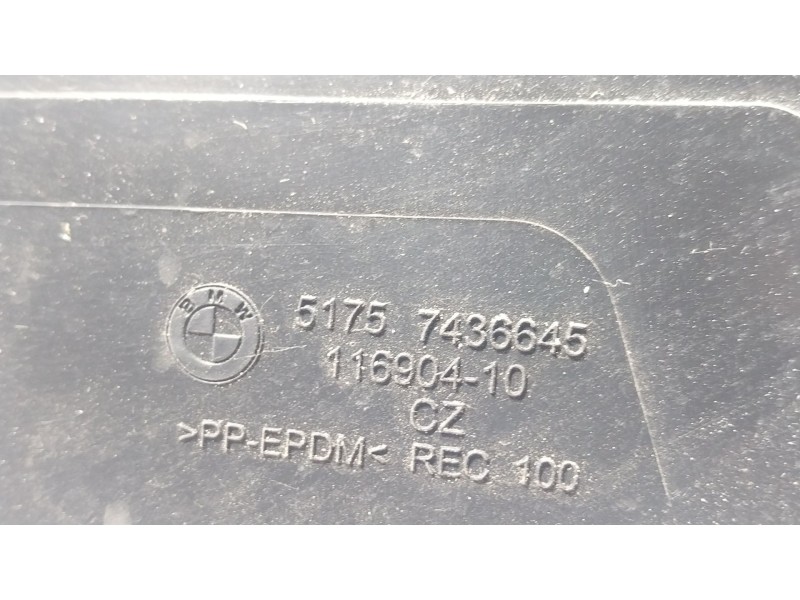 BMW
5175 7436645
116904-10
CZ
>PP-EPDM< REC 100